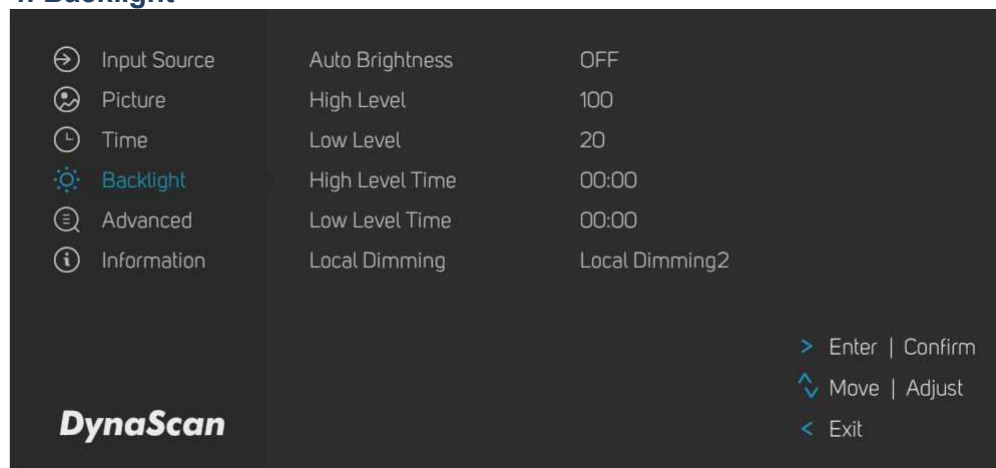 Backlight
Input Source Auto Brightness OFF
Picture High Level 100
Time Low Level 20
Backlight High Level Time 00:00
Advanced Low Level Time 00:00
Information Local Dimming Local Dimming2
> Enter | Confirm
Move | Adjust
< Exit
DynaScan